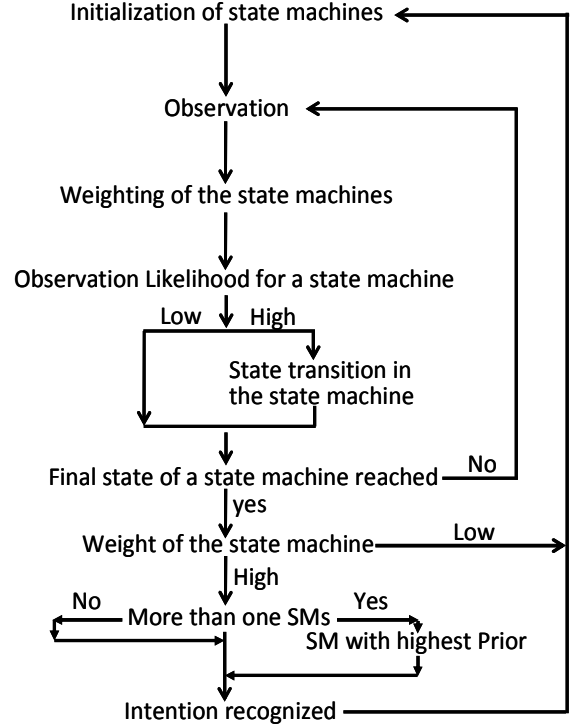 Initialization of state machines
Observation
Weighting of the state machines
Observation Likelihood for a state machine
Low
High
State transition in
the state machine
Final state of a state machine reached
No
yes
Weight of the state machine
Low
High
No
More than one SMs
Yes
SM with highest Prior
Intention recognized